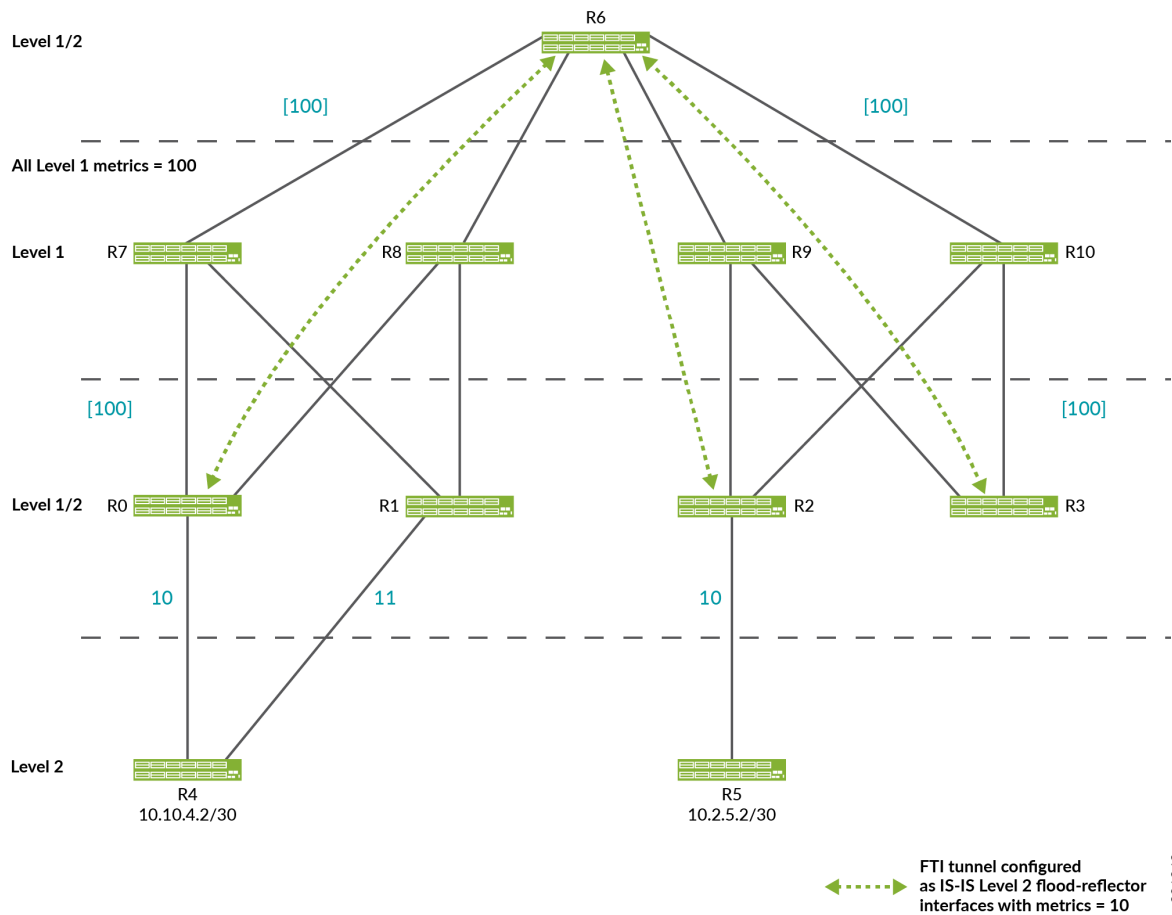 R6
Level 1/2
[100]
[100]
All Level 1 metrics = 100
Level 1
R7
R8
R9
R10
[100]
[100]
Level 1/2
R0
R1
R2
R3
10
11
10
Level 2
R4
10.10.4.2/30
R5
10.2.5.2/30
FTI tunnel configured
as IS-IS Level 2 flood-reflector
interfaces with metrics = 10